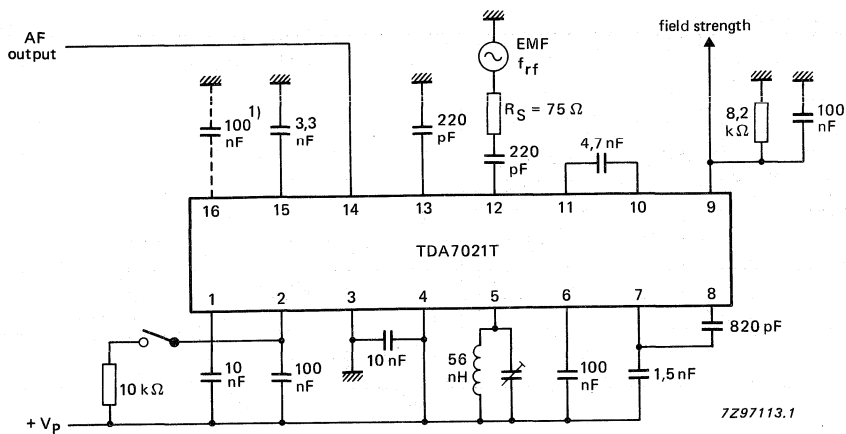 AF
output
EMF
f rf
field strength
100 1)
nF
3,3
nF
220
pF
RS = 75 Ω
220
pF
4,7 nF
8,2
kΩ
100
nF
16 15 14 13 12 11 10 9
TDA7021T
1 2 3 4 5 6 7 8
10 kΩ
10
nF
100
nF
10 nF
56
nH
100
nF
1,5 nF
820 pF
+ VP
7Z97113.1